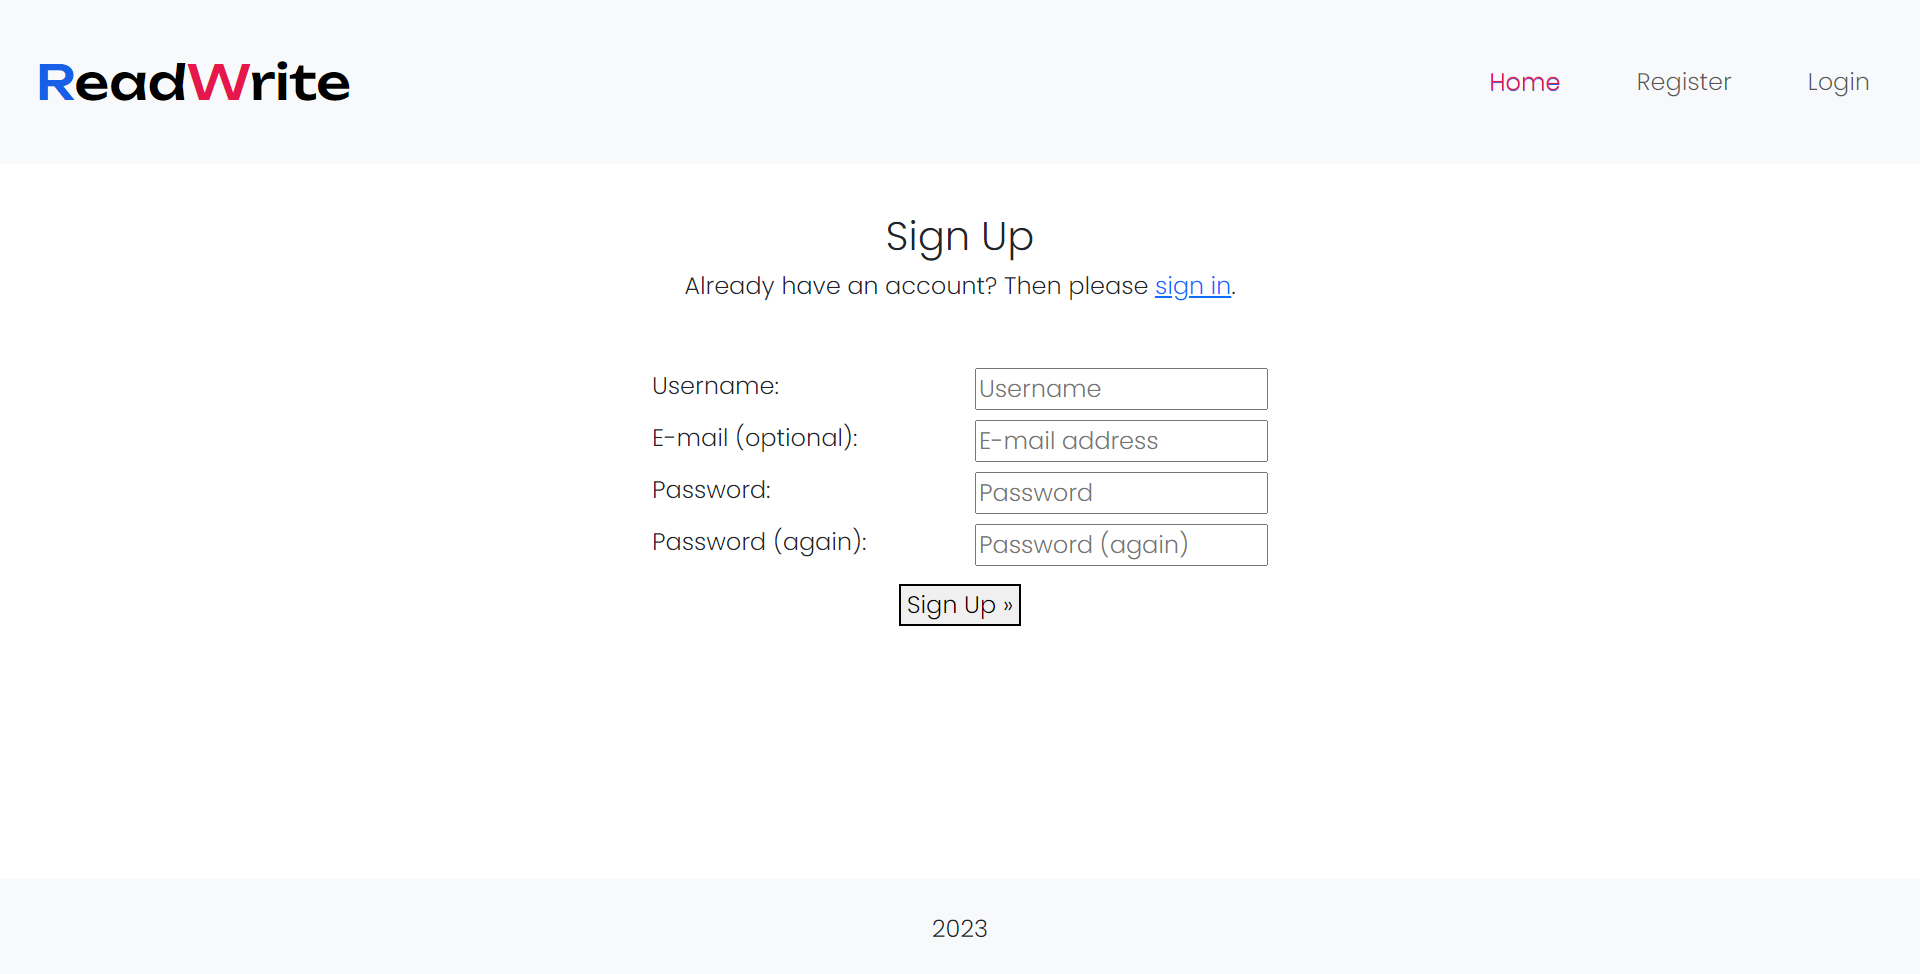 ReadWrite
Home Register Login
Sign Up
Already have an account? Then please sign in.
Username: Username
E-mail (optional): E-mail address
Password: Password
Password (again): Password (again)
Sign Up »
2023